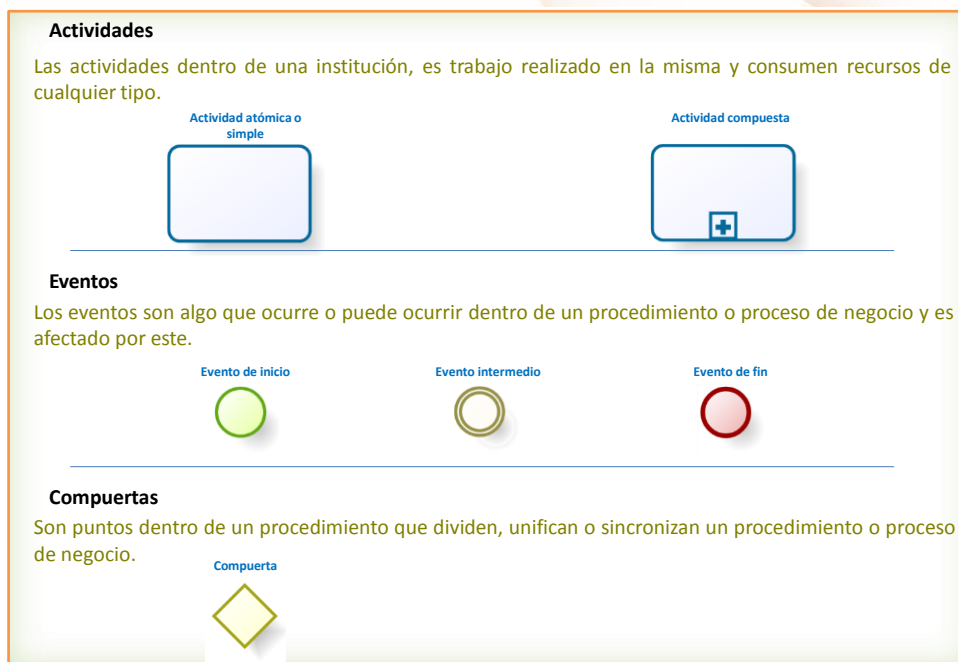 Actividades
Las actividades dentro de una institución, es trabajo realizado en la misma y consumen recursos de
cualquier tipo.
Actividad atómica o
simple
Actividad compuesta
Eventos
Los eventos son algo que ocurre o puede ocurrir dentro de un procedimiento o proceso de negocio y es
afectado por este.
Evento de inicio
Evento intermedio
Evento de fin
Compuertas
Son puntos dentro de un procedimiento que dividen, unifican o sincronizan un procedimiento o proceso
de negocio.
Compuerta